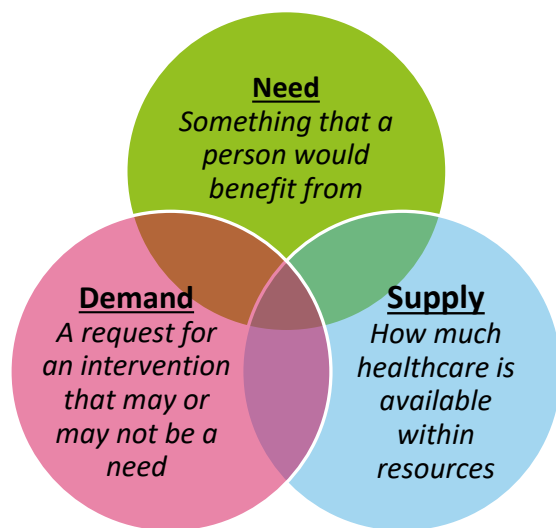 Need
Something that a
person would
benefit from
Demand
A request for
an intervention
that may or
may not be a
need
Supply
How much
healthcare is
available
within
resources